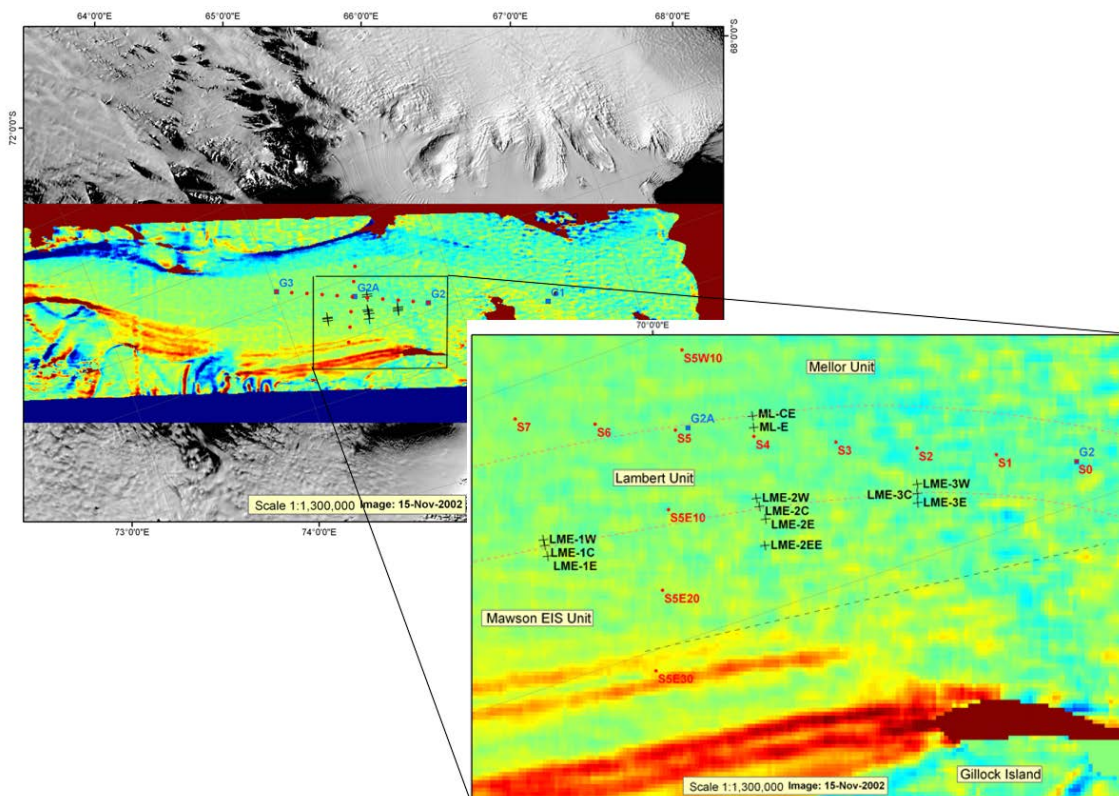 64°0'0"E
65°0'0"E
66°0'0"E
67°0'0"E
68°0'0"E
68°0'0"S
72°0'0"S
G3
G2A
G2
G1
Scale 1:1,300,000 Image: 15-Nov-2002
73°0'0"E
74°0'0"E
70°0'0"E
S5W10
Mellor Unit
ML-CE
ML-E
G2A
S7
S6
S5
S4
S3
S2
S1
G2
S0
Lambert Unit
LME-3W
LME-3C
LME-3E
LME-2W
LME-2C
LME-2E
LME-2EE
S5E10
LME-1W
LME-1C
LME-1E
S5E20
Mawson EIS Unit
S5E30
Gillock Island
Scale 1:1,300,000 Image: 15-Nov-2002